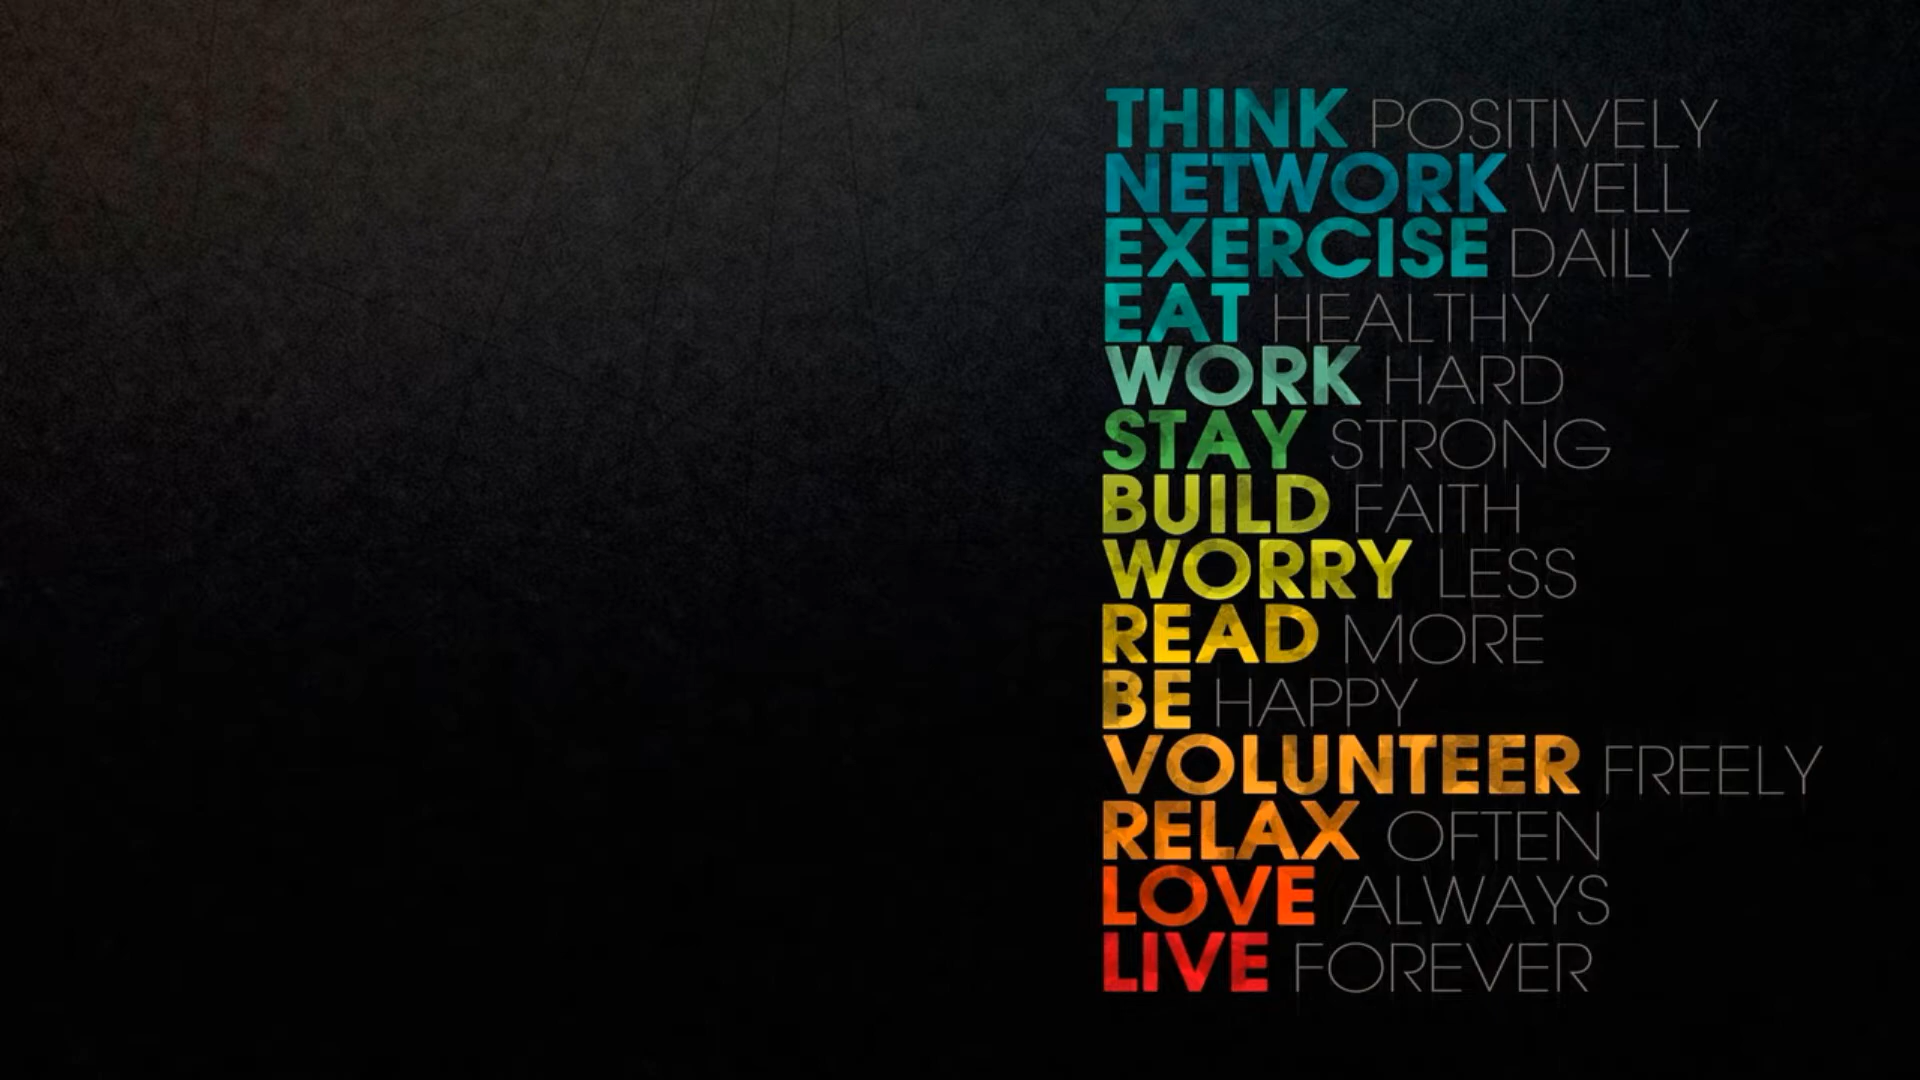 THINK POSITIVELY
NETWORK WELL
EXERCISE DAILY
EAT HEALTHY
WORK HARD
STAY STRONG
BUILD FAITH
WORRY LESS
READ MORE
BE HAPPY
VOLUNTEER FREELY
RELAX OFTEN
LOVE ALWAYS
LIVE FOREVER